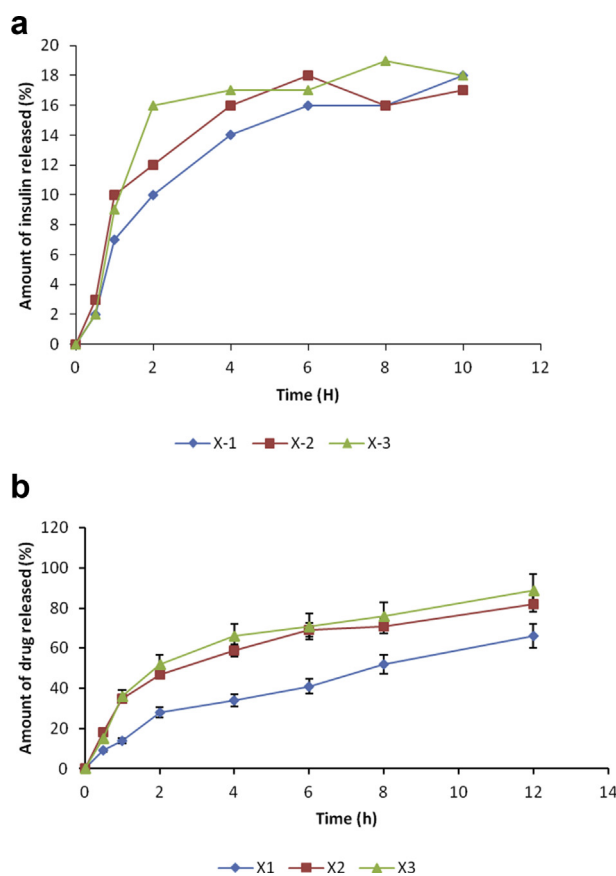 a
Amount of insulin released (%)
20
18
16
14
12
10
8
6
4
2
0
0 2 4 6 8 10 12
Time (H)
X-1 X-2 X-3
b
Amount of drug released (%)
120
100
80
60
40
20
0
0 2 4 6 8 10 12 14
Time (h)
X1 X2 X3